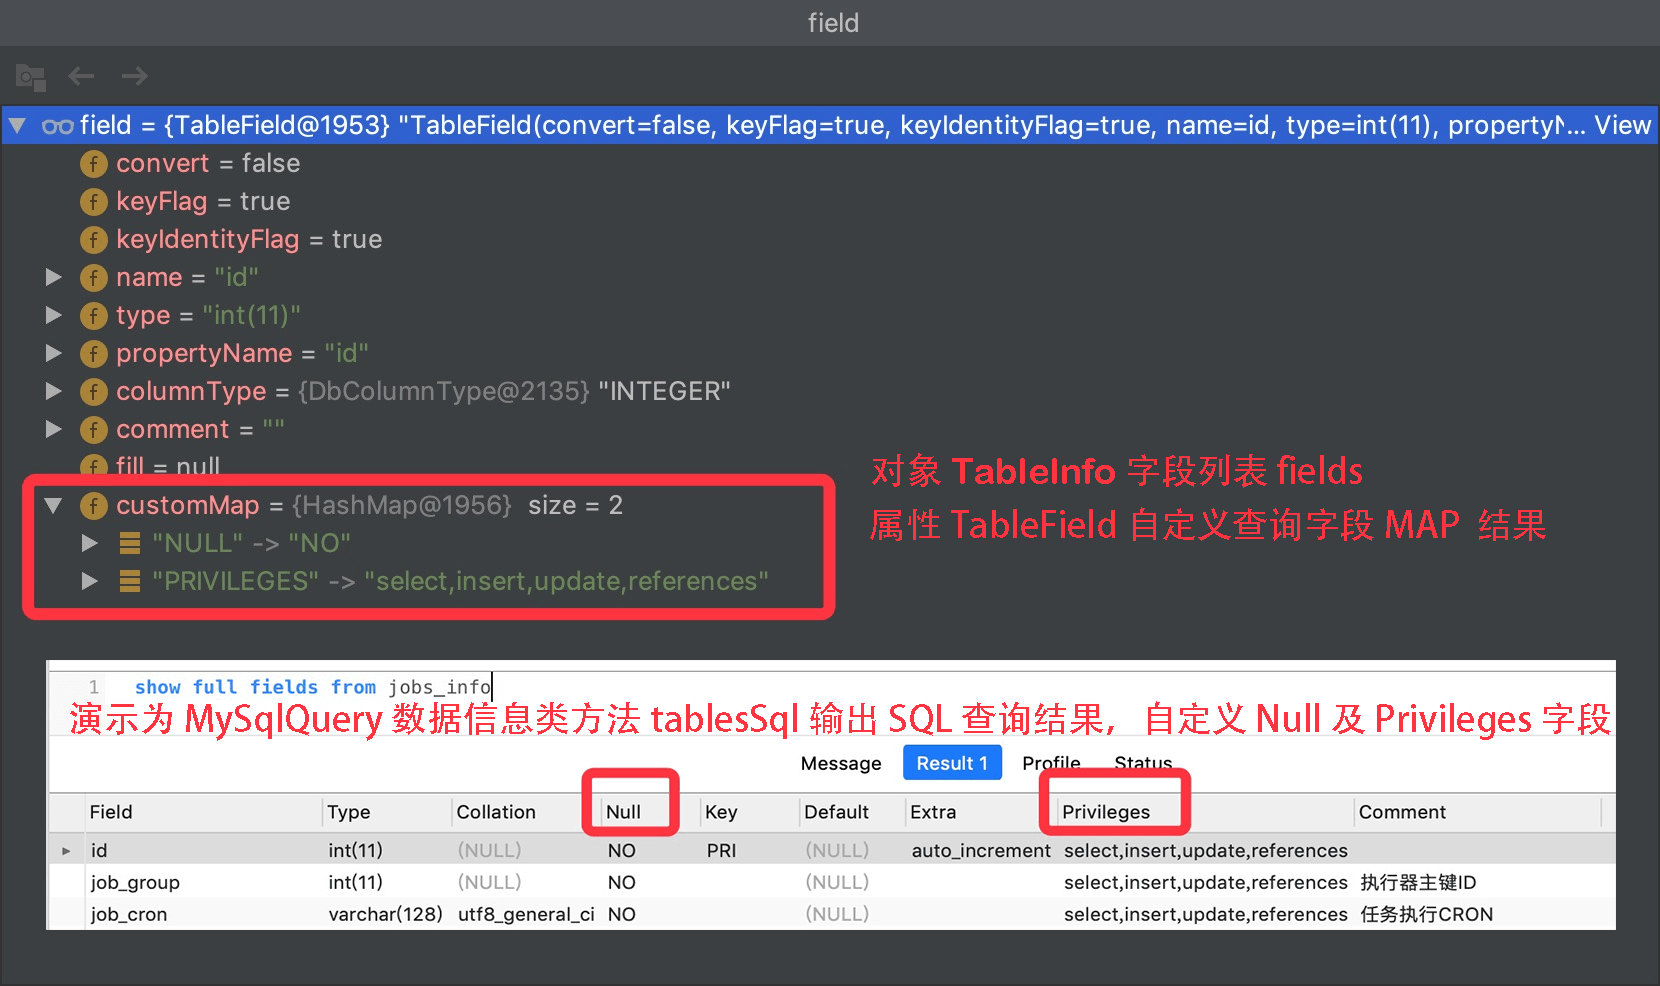 field
field = {TableField@1953} "TableField(convert=false, keyFlag=true, keyIdentityFlag=true, name=id, type=int(11), propertyN... View
convert = false
keyFlag = true
keyIdentityFlag = true
name = "id"
type = "int(11)"
propertyName = "id"
columnType = {DbColumnType@2135} "INTEGER"
comment = ""
fill = null
对象 TableInfo 字段列表 fields
customMap = {HashMap@1956} size = 2
属性 TableField 自定义查询字段 MAP 结果
"NULL" -> "NO"
"PRIVILEGES" -> "select,insert,update,references"
1 show full fields from jobs_info
演示为 MySqlQuery 数据信息类方法 tablesSql 输出 SQL 查询结果, 自定义 Null 及 Privileges 字段
Message Result 1 Profile Status
Field Type Collation Null Key Default Extra Privileges Comment
id int(11) (NULL) NO PRI (NULL) auto_increment select,insert,update,references
job_group int(11) (NULL) NO (NULL) select,insert,update,references 执行器主键ID
job_cron varchar(128) utf8_general_ci NO (NULL) select,insert,update,references 任务执行CRON